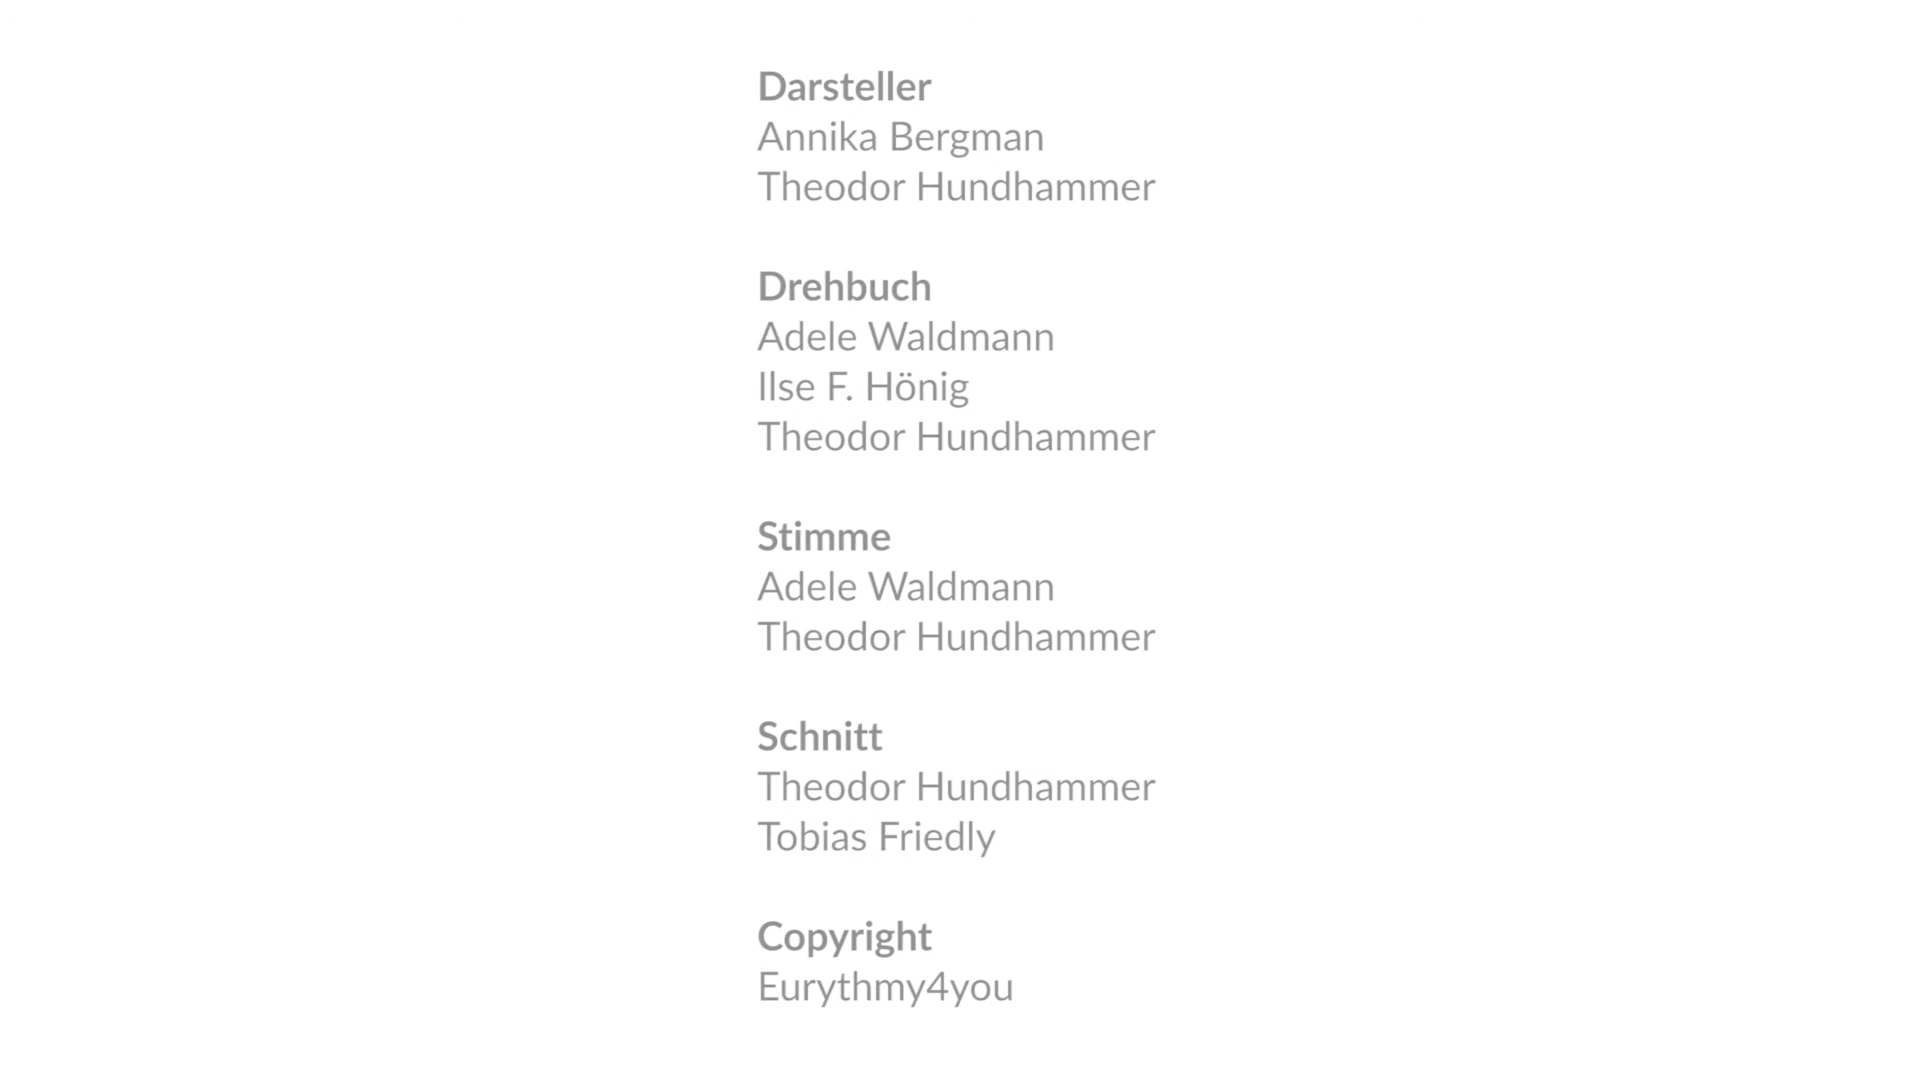 Darsteller
Annika Bergman
Theodor Hundhammer
Drehbuch
Adele Waldmann
Ilse F. Hönig
Theodor Hundhammer
Stimme
Adele Waldmann
Theodor Hundhammer
Schnitt
Theodor Hundhammer
Tobias Friedly
Copyright
Eurythmy4you